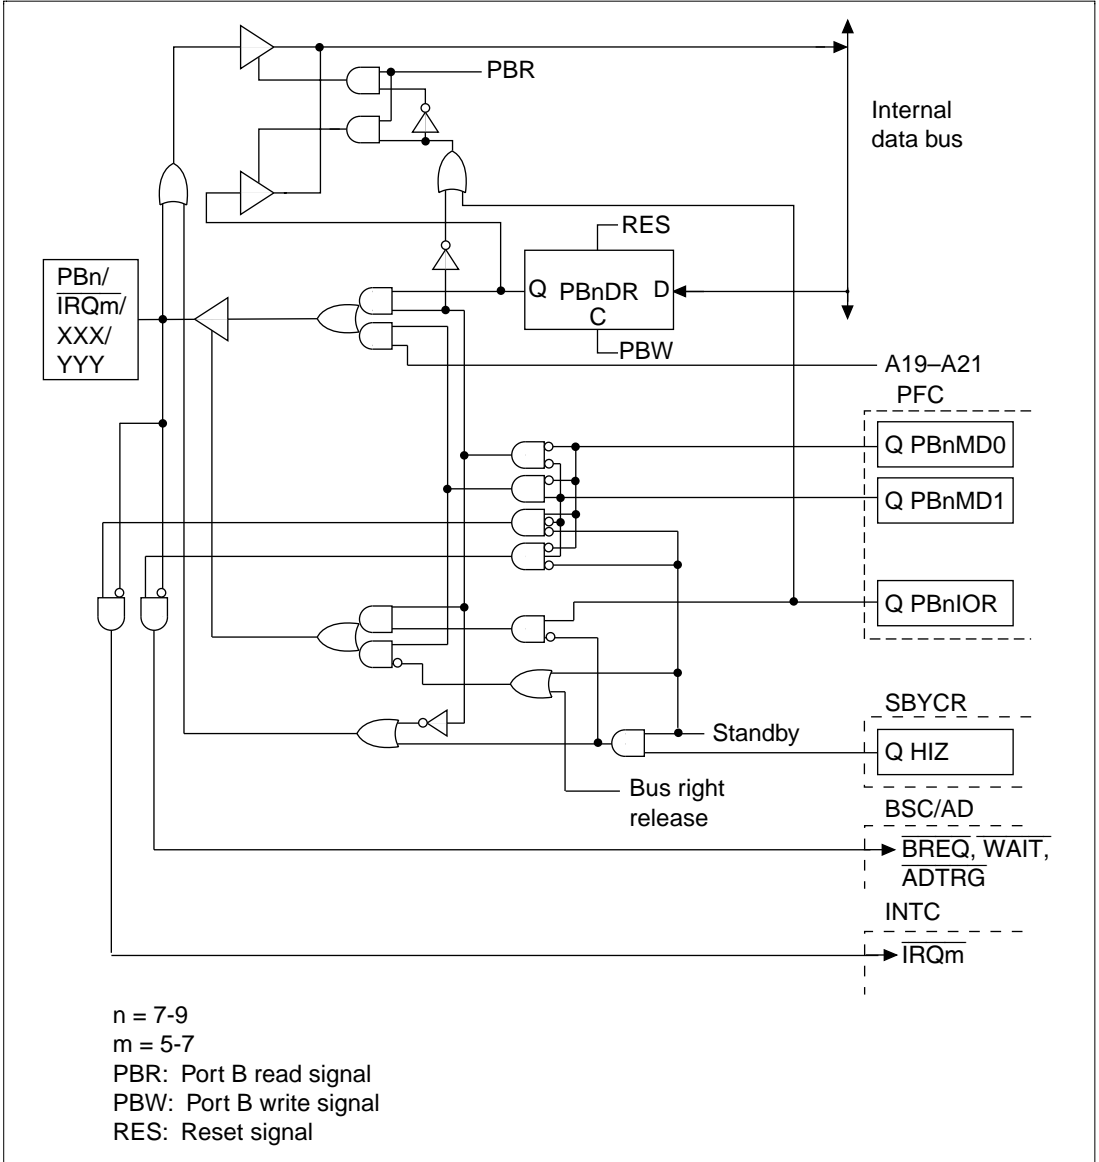 PBR
Internal
data bus
RES
PBn/
IRQm/
XXX/
YYY
Q PBnDR D
C
PBW
A19–A21
PFC
Q PBnMD0
Q PBnMD1
Q PBnIOR
SBYCR
Standby
Q HIZ
Bus right
release
BSC/AD
BREQ, WAIT,
ADTRG
INTC
IRQm
n = 7-9
m = 5-7
PBR: Port B read signal
PBW: Port B write signal
RES: Reset signal